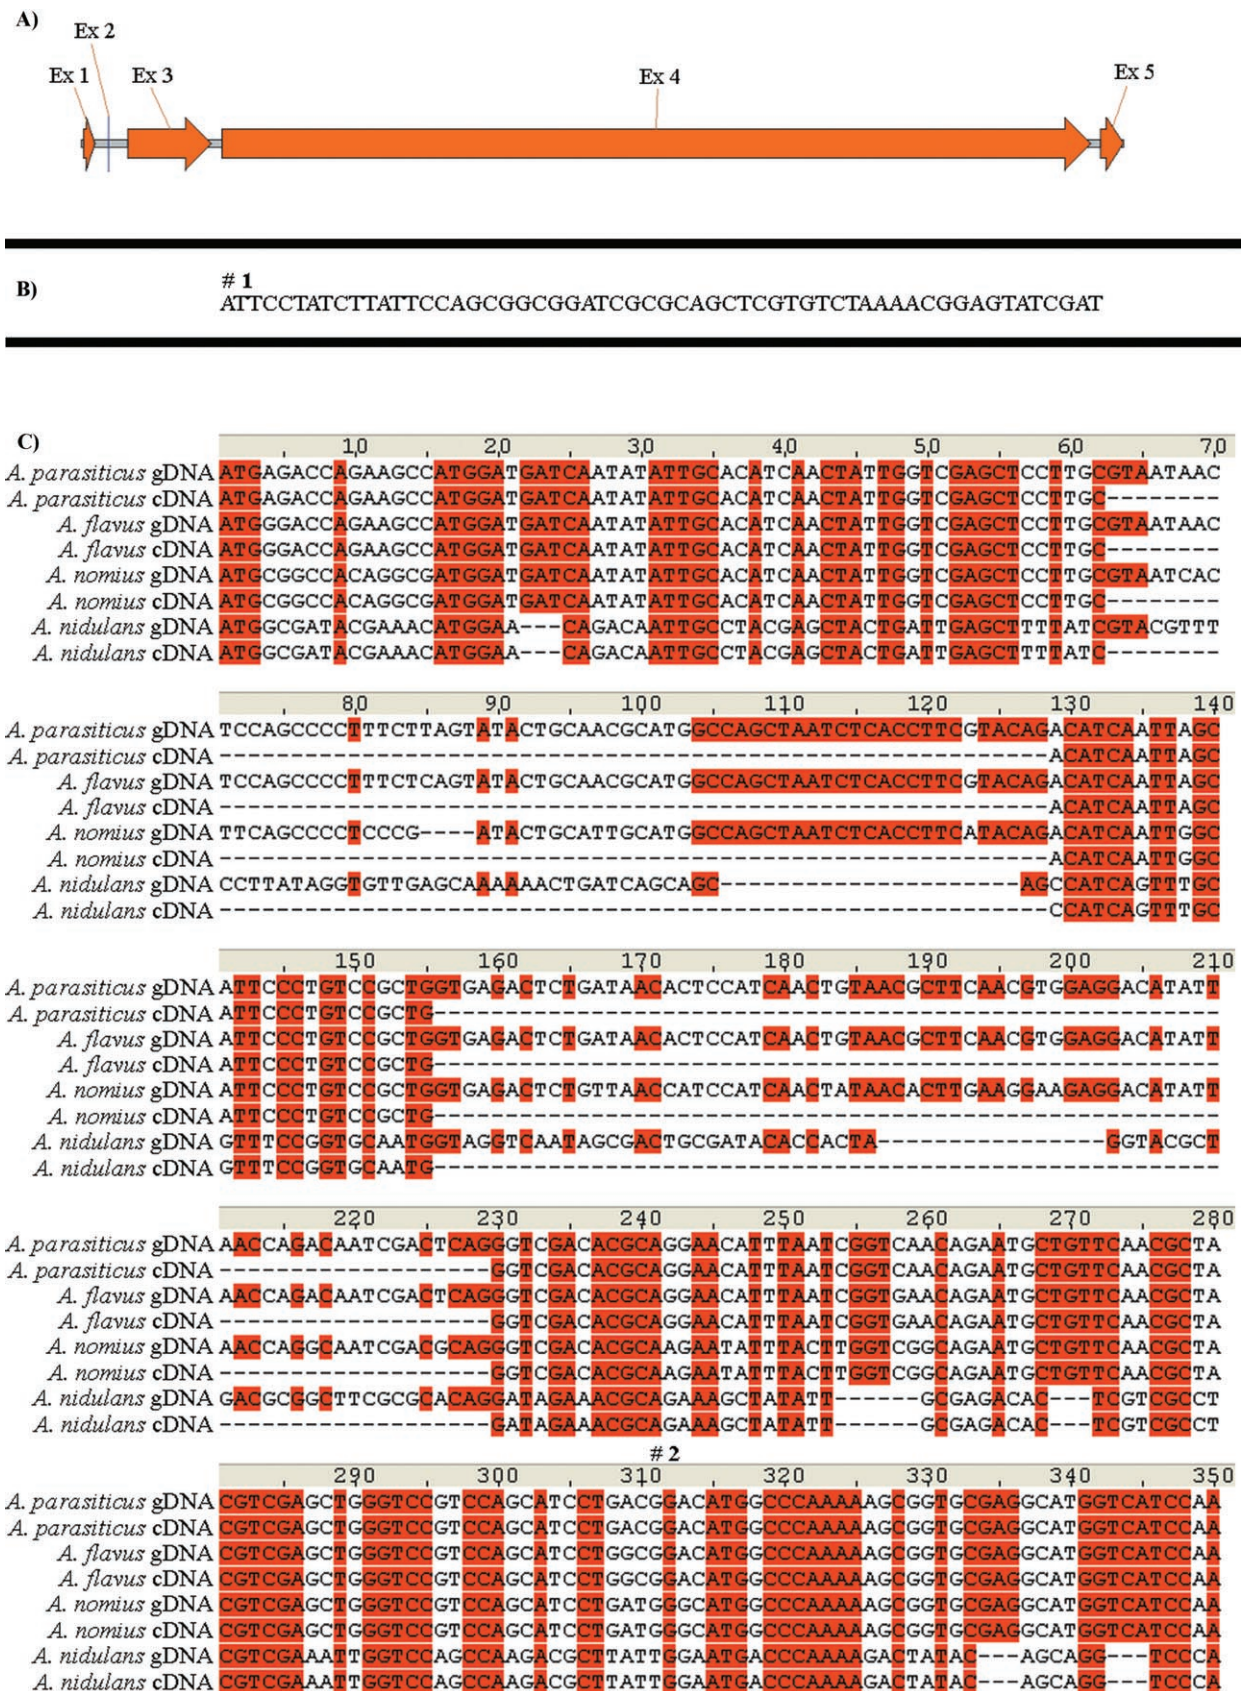 A)
Ex 2
Ex 1
Ex 3
Ex 4
Ex 5
# 1
B)
ATTCCTATCTTATTCCAGCGGCGGATCGCGCAGCTCGTGTCTAAAACGGAGTATCGAT
C)
10 20 30 40 50 60 70
A. parasiticus gDNA ATGAGACCAGAAGCCATGGATGATCAATATATTGCACATCAACTATTGGTCGAGCTCCTTGCGTAATAAC
A. parasiticus cDNA ATGAGACCAGAAGCCATGGATGATCAATATATTGCACATCAACTATTGGTCGAGCTCCTTGC--------
A. flavus gDNA ATGGGACCAGAAGCCATGGATGATCAATATATTGCACATCAACTATTGGTCGAGCTCCTTGCGTAATAAC
A. flavus cDNA ATGGGACCAGAAGCCATGGATGATCAATATATTGCACATCAACTATTGGTCGAGCTCCTTGC--------
A. nomius gDNA ATGCGGCCACAGGCGATGGATGATCAATATATTGCACATCAACTATTGGTCGAGCTCCTTGCGTAATCAC
A. nomius cDNA ATGCGGCCACAGGCGATGGATGATCAATATATTGCACATCAACTATTGGTCGAGCTCCTTGC--------
A. nidulans gDNA ATGGCGATACGAAACATGGAA---CAGACAATTGCCTACGAGCTACTGATTGAGCTTTTATCGTACGTTT
A. nidulans cDNA ATGGCGATACGAAACATGGAA---CAGACAATTGCCTACGAGCTACTGATTGAGCTTTTATC--------
80 90 100 110 120 130 140
A. parasiticus gDNA TCCAGCCCCTTTCTTAGTATACTGCAACGCATGGCCAGCTAATCTCACCTTCGTACAGACATCAATTAGC
A. parasiticus cDNA ----------------------------------------------------------ACATCAATTAGC
A. flavus gDNA TCCAGCCCCTTTCTCAGTATACTGCAACGCATGGCCAGCTAATCTCACCTTCGTACAGACATCAATTAGC
A. flavus cDNA ----------------------------------------------------------ACATCAATTAGC
A. nomius gDNA TTCAGCCCCTCCCG----ATACTGCATTGCATGGCCAGCTAATCTCACCTTCATACAGACATCAATTGGC
A. nomius cDNA ----------------------------------------------------------ACATCAATTGGC
A. nidulans gDNA CCTTATAGGTGTTGAGCAAAAAACTGATCAGCAGC---------------------AGCCATCAGTTTGC
A. nidulans cDNA ----------------------------------------------------------CCATCAGTTTGC
150 160 170 180 190 200 210
A. parasiticus gDNA ATTCCCTGTCCGCTGGTGAGACTCTGATAACACTCCATCAACTGTAACGCTTCAACGTGGAGGACATATT
A. parasiticus cDNA ATTCCCTGTCCGCTG-------------------------------------------------------
A. flavus gDNA ATTCCCTGTCCGCTGGTGAGACTCTGATAACACTCCATCAACTGTAACGCTTCAACGTGGAGGACATATT
A. flavus cDNA ATTCCCTGTCCGCTG-------------------------------------------------------
A. nomius gDNA ATTCCCTGTCCGCTGGTGAGACTCTGTTAACCATCCATCAACTATAACACTTGAAGGAAGAGGACATATT
A. nomius cDNA ATTCCCTGTCCGCTG-------------------------------------------------------
A. nidulans gDNA GTTTCCGGTGCAATGGTAGGTCAATAGCGACTGCGATACACCACTA----------------GGTACGCT
A. nidulans cDNA GTTTCCGGTGCAATG-------------------------------------------------------
220 230 240 250 260 270 280
A. parasiticus gDNA AACCAGACAATCGACTCAGGGTCGACACGCAGGAACATTTAATCGGTCAACAGAATGCTGTTCAACGCTA
A. parasiticus cDNA -------------------GGTCGACACGCAGGAACATTTAATCGGTCAACAGAATGCTGTTCAACGCTA
A. flavus gDNA AACCAGACAATCGACTCAGGGTCGACACGCAGGAACATTTAATCGGTGAACAGAATGCTGTTCAACGCTA
A. flavus cDNA -------------------GGTCGACACGCAGGAACATTTAATCGGTGAACAGAATGCTGTTCAACGCTA
A. nomius gDNA AACCAGGCAATCGACGCAGGGTCGACACGCAAGAATATTTACTTGGTCGGCAGAATGCTGTTCAACGCTA
A. nomius cDNA -------------------GGTCGACACGCAAGAATATTTACTTGGTCGGCAGAATGCTGTTCAACGCTA
A. nidulans gDNA GACGCGGCTTCGCGCACAGGATAGAAACGCAGAAAGCTATATT------GCGAGACAC---TCGTCGCCT
A. nidulans cDNA -------------------GATAGAAACGCAGAAAGCTATATT------GCGAGACAC---TCGTCGCCT
# 2
290 300 310 320 330 340 350
A. parasiticus gDNA CGTCGAGCTGGGTCCGTCCAGCATCCTGACGGACATGGCCCAAAAAGCGGTGCGAGGCATGGTCATCCAA
A. parasiticus cDNA CGTCGAGCTGGGTCCGTCCAGCATCCTGACGGACATGGCCCAAAAAGCGGTGCGAGGCATGGTCATCCAA
A. flavus gDNA CGTCGAGCTGGGTCCGTCCAGCATCCTGGCGGACATGGCCCAAAAAGCGGTGCGAGGCATGGTCATCCAA
A. flavus cDNA CGTCGAGCTGGGTCCGTCCAGCATCCTGGCGGACATGGCCCAAAAAGCGGTGCGAGGCATGGTCATCCAA
A. nomius gDNA CGTCGAGCTGGGTCCGTCCAGCATCCTGATGGGCATGGCCCAAAAAGCGGTGCGAGGCATGGTCATCCAA
A. nomius cDNA CGTCGAGCTGGGTCCGTCCAGCATCCTGATGGGCATGGCCCAAAAAGCGGTGCGAGGCATGGTCATCCAA
A. nidulans gDNA CGTCGAAATTGGTCCAGCCAAGACGCTTATTGGAATGACCCAAAAGACTATAC---AGCAGG---TCCCA
A. nidulans cDNA CGTCGAAATTGGTCCAGCCAAGACGCTTATTGGAATGACCCAAAAGACTATAC---AGCAGG---TCCCA